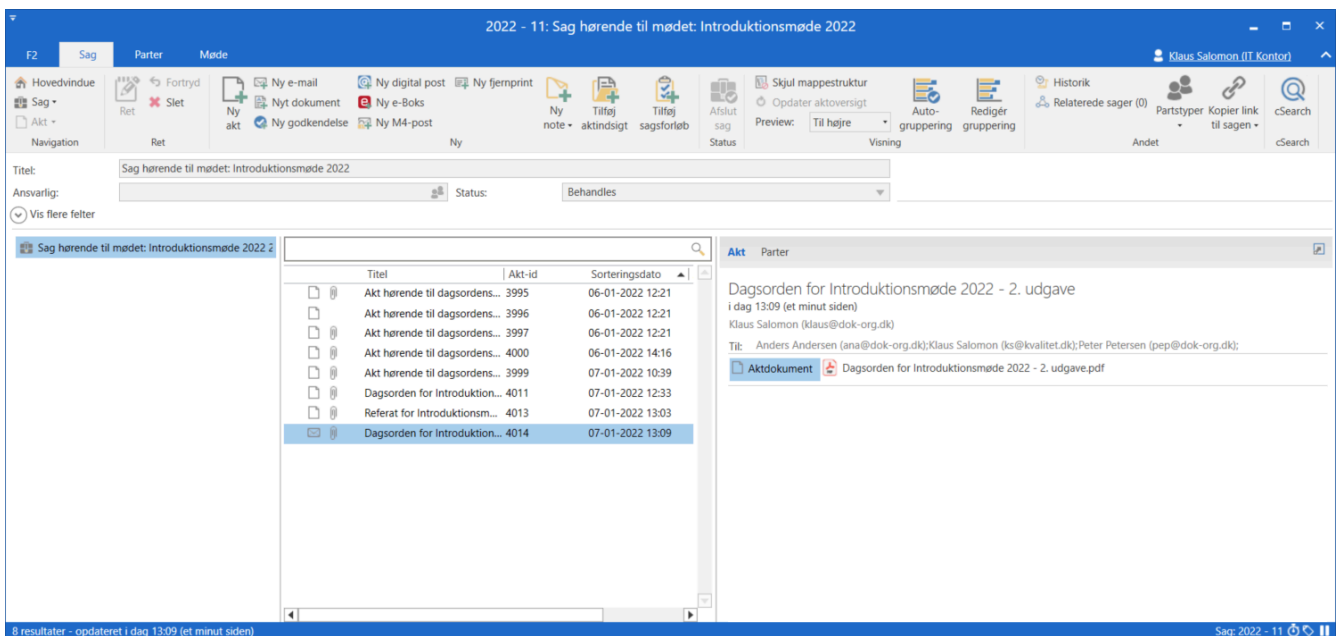 2022 - 11: Sag hørende til mødet: Introduktionsmøde 2022
F2 Sag Parter Møde Klaus Salomon (IT Kontor)
Hovedvindue
Sag
Akt
Navigation
Ret
Fortryd
Slet
Ret
Ny akt
Ny e-mail
Nyt dokument
Ny godkendelse
Ny digital post
Ny e-Boks
Ny M4-post
Ny fjernprint
Ny note
Tilføj aktindsigt
Tilføj sagsforløb
Ny
Afslut sag
Status
Skjul mappestruktur
Opdater aktoversigt
Preview: Til højre
Auto-gruppering
Redigér gruppering
Visning
Historik
Relaterede sager (0)
Partstyper
Kopier link til sagen
Andet
cSearch
cSearch
Titel: Sag hørende til mødet: Introduktionsmøde 2022
Ansvarlig: Status: Behandles
Vis flere felter
Sag hørende til mødet: Introduktionsmøde 2022 2
Titel Akt-id Sorteringsdato
Akt hørende til dagsordens... 3995 06-01-2022 12:21
Akt hørende til dagsordens... 3996 06-01-2022 12:21
Akt hørende til dagsordens... 3997 06-01-2022 12:21
Akt hørende til dagsordens... 4000 06-01-2022 14:16
Akt hørende til dagsordens... 3999 07-01-2022 10:39
Dagsorden for Introduktion... 4011 07-01-2022 12:33
Referat for Introduktionsm... 4013 07-01-2022 13:03
Dagsorden for Introduktion... 4014 07-01-2022 13:09
Akt Parter
Dagsorden for Introduktionsmøde 2022 - 2. udgave
i dag 13:09 (et minut siden)
Klaus Salomon (klaus@dok-org.dk)
Til: Anders Andersen (ana@dok-org.dk);Klaus Salomon (ks@kvalitet.dk);Peter Petersen (pep@dok-org.dk);
Aktdokument Dagsorden for Introduktionsmøde 2022 - 2. udgave.pdf
8 resultater - opdateret i dag 13:09 (et minut siden) Sag: 2022 - 11